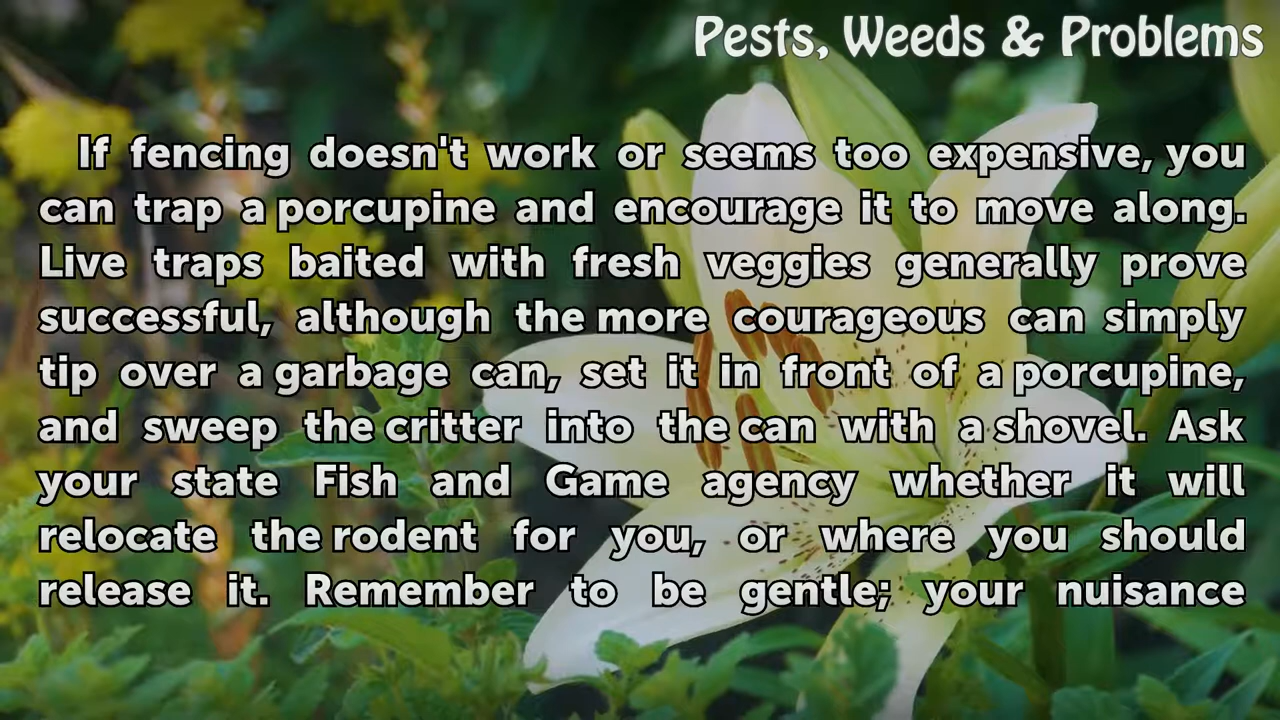 Pests, Weeds & Problems
If fencing doesn't work or seems too expensive, you
can trap a porcupine and encourage it to move along.
Live traps baited with fresh veggies generally prove
successful, although the more courageous can simply
tip over a garbage can, set it in front of a porcupine,
and sweep the critter into the can with a shovel. Ask
your state Fish and Game agency whether it will
relocate the rodent for you, or where you should
release it. Remember to be gentle; your nuisance